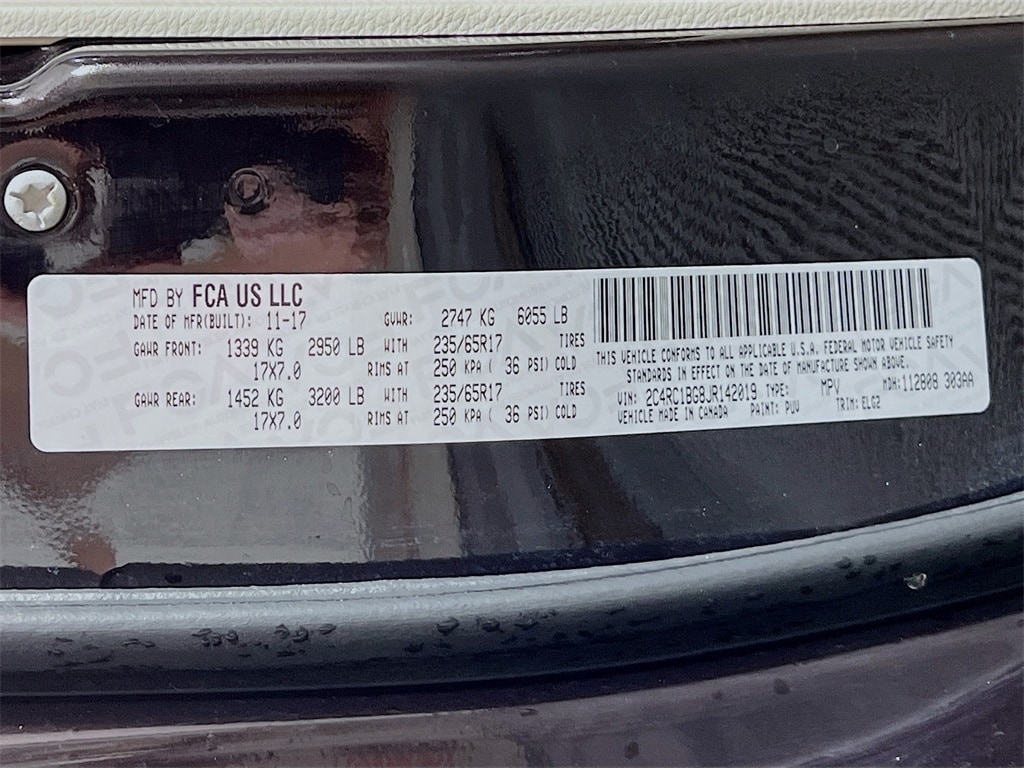 MFD BY FCA US LLC
DATE OF MFR(BUILT): 11-17 GVWR: 2747 KG 6055 LB
GAWR FRONT: 1339 KG 2950 LB WITH 235/65R17 TIRES
17X7.0 RIMS AT 250 KPA ( 36 PSI) COLD
GAWR REAR: 1452 KG 3200 LB WITH 235/65R17 TIRES
17X7.0 RIMS AT 250 KPA ( 36 PSI) COLD
THIS VEHICLE CONFORMS TO ALL APPLICABLE U.S.A. FEDERAL MOTOR VEHICLE SAFETY
STANDARDS IN EFFECT ON THE DATE OF MANUFACTURE SHOWN ABOVE.
VIN: 2C4RC1BG8JR142019 TYPE: MPV MDH: 112808 303AA
VEHICLE MADE IN CANADA PAINT: PUV TRIM: ELG2